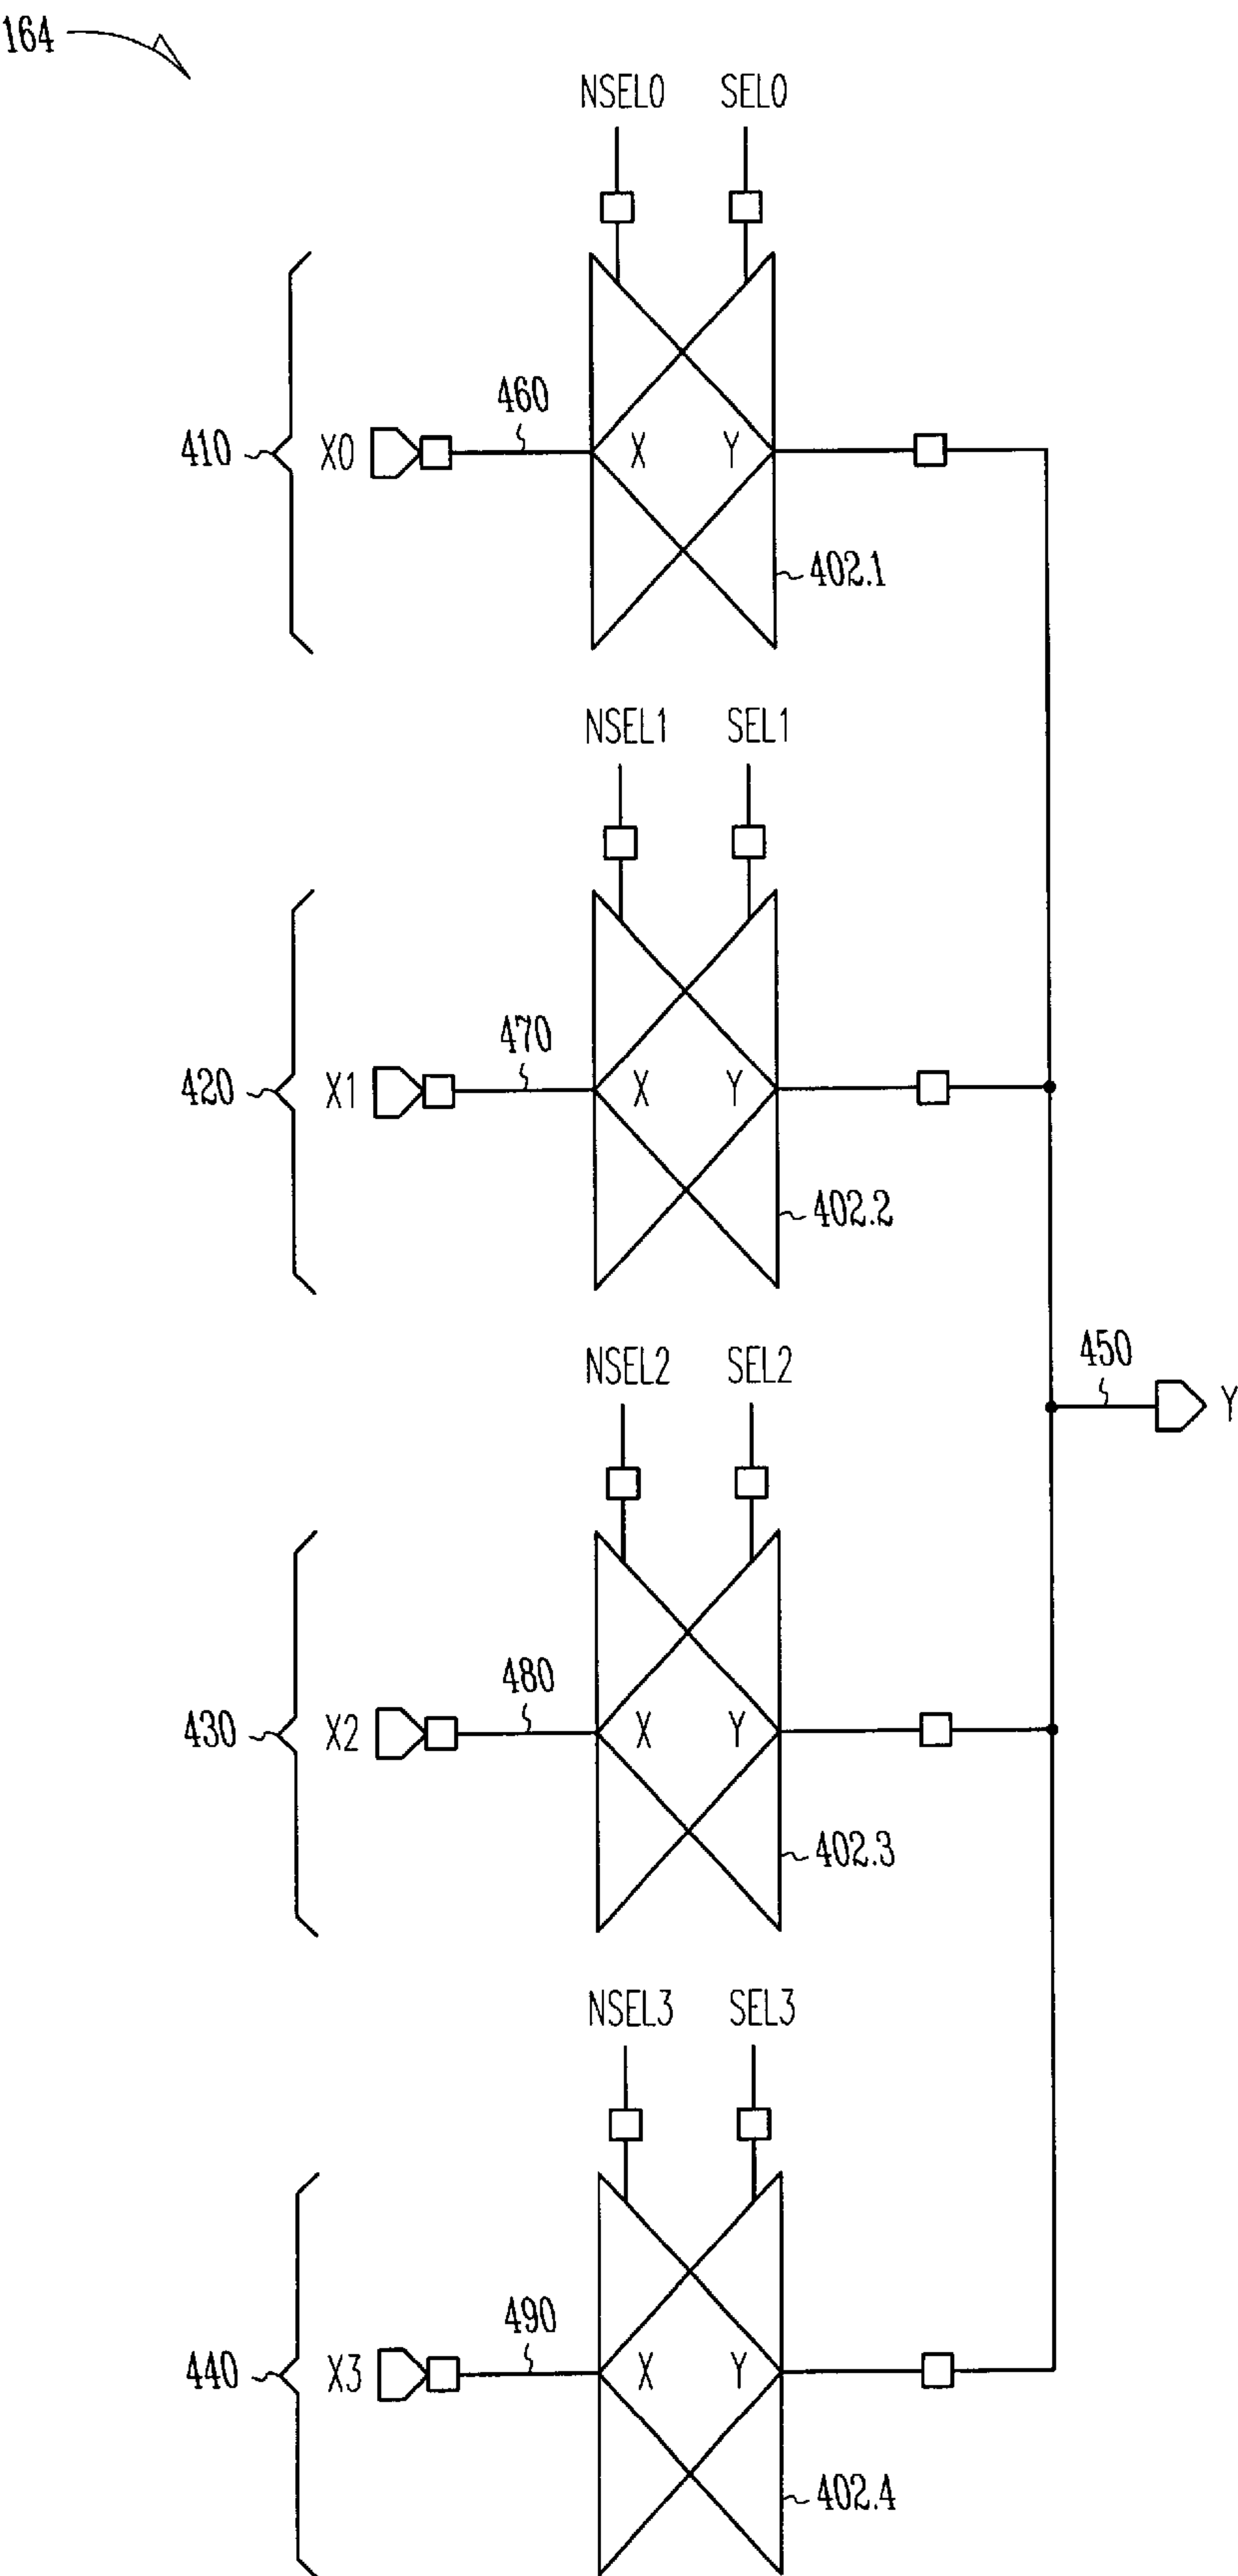 164
NSEL0 SEL0
460
410 X0 X Y
402.1
NSEL1 SEL1
470
420 X1 X Y
402.2
NSEL2 SEL2
450
Y
480
430 X2 X Y
402.3
NSEL3 SEL3
490
440 X3 X Y
402.4